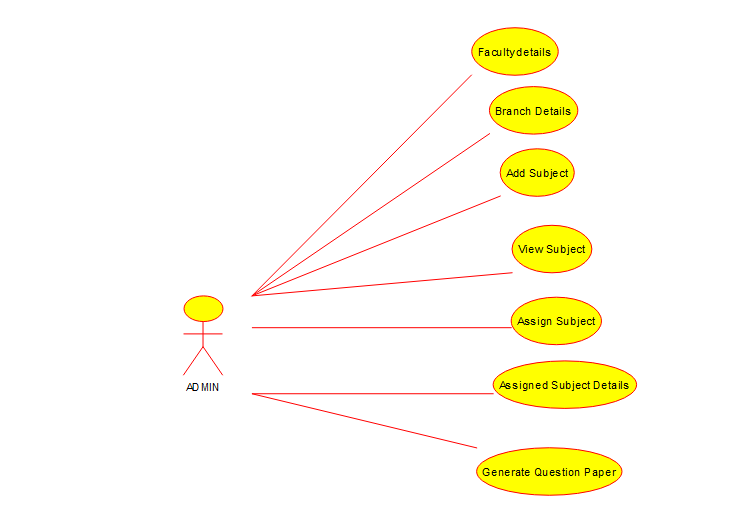 Facultydetails
Branch Details
Add Subject
View Subject
Assign Subject
Assigned Subject Details
ADMIN
Generate Question Paper